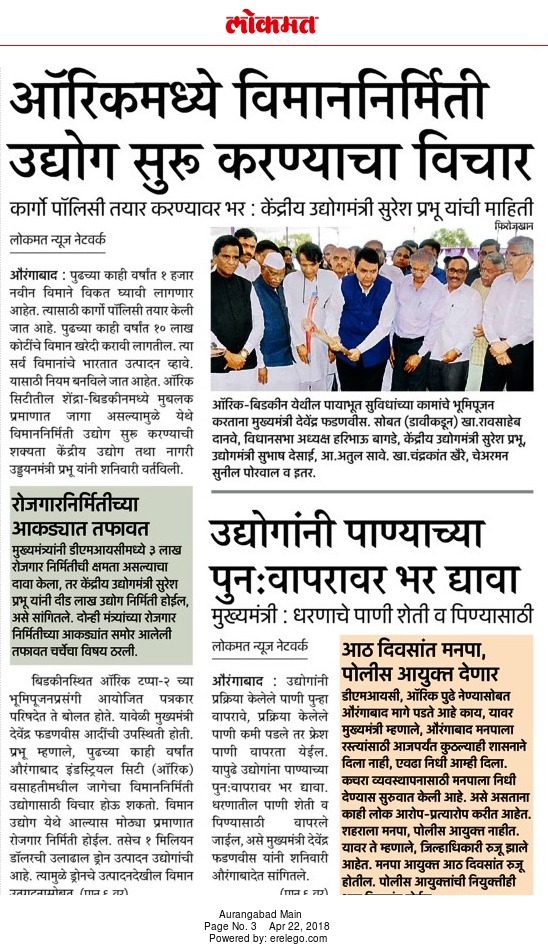 लोकमत
ऑरिकमध्ये विमाननिर्मिती
उद्योग सुरू करण्याचा विचार
कार्गो पॉलिसी तयार करण्यावर भर : केंद्रीय उद्योगमंत्री सुरेश प्रभू यांची माहिती
लोकमत न्यूज नेटवर्क
औरंगाबाद : पुढच्या काही वर्षांत १ हजार
नवीन विमाने विकत घ्यावी लागणार
आहेत. त्यासाठी कार्गो पॉलिसी तयार केली
जात आहे. पुढच्या काही वर्षांत १० लाख
कोटींचे विमान खरेदी करावी लागतील. त्या
सर्व विमानांचे भारतात उत्पादन व्हावे.
यासाठी नियम बनविले जात आहेत. ऑरिक
सिटीतील शेंद्रा-बिडकीनमध्ये मुबलक
प्रमाणात जागा असल्यामुळे येथे
विमाननिर्मिती उद्योग सुरू करण्याची
शक्यता केंद्रीय उद्योग तथा नागरी
उड्डयनमंत्री प्रभू यांनी शनिवारी वर्तविली.
रोजगारनिर्मितीच्या
आकड्यात तफावत
मुख्यमंत्र्यांनी डीएमआयसीमध्ये ३ लाख
रोजगार निर्मितीची क्षमता असल्याचा
दावा केला, तर केंद्रीय उद्योगमंत्री सुरेश
प्रभू यांनी दीड लाख उद्योग निर्मिती होईल,
असे सांगितले. दोन्ही मंत्र्यांच्या रोजगार
निर्मितीच्या आकड्यांत समोर आलेली
तफावत चर्चेचा विषय ठरली.
बिडकीनस्थित ऑरिक टप्पा-२ च्या
भूमिपूजनप्रसंगी आयोजित पत्रकार
परिषदेत ते बोलत होते. यावेळी मुख्यमंत्री
देवेंद्र फडणवीस आदींची उपस्थिती होती.
प्रभू म्हणाले, पुढच्या काही वर्षांत
औरंगाबाद इंडस्ट्रियल सिटी (ऑरिक)
वसाहतीमधील जागेचा विमाननिर्मिती
उद्योगासाठी विचार होऊ शकतो. विमान
उद्योग येथे आल्यास मोठ्या प्रमाणात
रोजगार निर्मिती होईल. तसेच १ मिलियन
डॉलरची उलाढाल ड्रोन उत्पादन उद्योगांची
आहे. त्यामुळे ड्रोनचे उत्पादनदेखील विमान
उत्पादनासोबत (पान ६ वर)
फिरोजखान
ऑरिक-बिडकीन येथील पायाभूत सुविधांच्या कामांचे भूमिपूजन
करताना मुख्यमंत्री देवेंद्र फडणवीस. सोबत (डावीकडून) खा.रावसाहेब
दानवे, विधानसभा अध्यक्ष हरिभाऊ बागडे, केंद्रीय उद्योगमंत्री सुरेश प्रभू,
उद्योगमंत्री सुभाष देसाई, आ.अतुल सावे. खा.चंद्रकांत खैरे, चेअरमन
सुनील पोरवाल व इतर.
उद्योगांनी पाण्याच्या
पुन:वापरावर भर द्यावा
मुख्यमंत्री : धरणाचे पाणी शेती व पिण्यासाठी
लोकमत न्यूज नेटवर्क
औरंगाबाद : उद्योगांनी
प्रक्रिया केलेले पाणी पुन्हा
वापरावे, प्रक्रिया केलेले
पाणी कमी पडले तर फ्रेश
पाणी वापरता येईल.
यापुढे उद्योगांना पाण्याच्या
पुन:वापरावर भर द्यावा.
धरणातील पाणी शेती व
पिण्यासाठी वापरले
जाईल, असे मुख्यमंत्री देवेंद्र
फडणवीस यांनी शनिवारी
औरंगाबादेत सांगितले.
(पान ६ वर)
आठ दिवसांत मनपा,
पोलीस आयुक्त देणार
डीएमआयसी, ऑरिक पुढे नेण्यासोबत
औरंगाबाद मागे पडते आहे काय, यावर
मुख्यमंत्री म्हणाले, औरंगाबाद मनपाला
रस्त्यांसाठी आजपर्यंत कुठल्याही शासनाने
दिला नाही, एवढा निधी आम्ही दिला.
कचरा व्यवस्थापनासाठी मनपाला निधी
देण्यास सुरुवात केली आहे. असे असताना
काही लोक आरोप-प्रत्यारोप करीत आहेत.
शहराला मनपा, पोलीस आयुक्त नाहीत.
यावर ते म्हणाले, जिल्हाधिकारी रुजू झाले
आहेत. मनपा आयुक्त आठ दिवसांत रुजू
होतील. पोलीस आयुक्तांची नियुक्तीही
Aurangabad Main
Page No. 3 Apr 22, 2018
Powered by: erelego.com